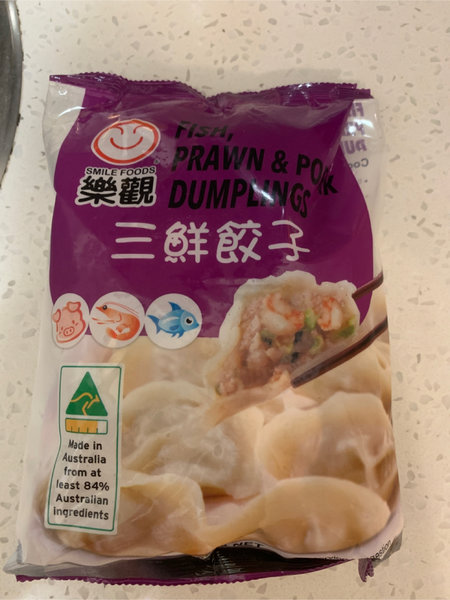 SMILE FOODS
樂觀
FISH,
PRAWN & PORK
DUMPLINGS
三鮮餃子
Made in
Australia
from at
least 84%
Australian
ingredients
NET